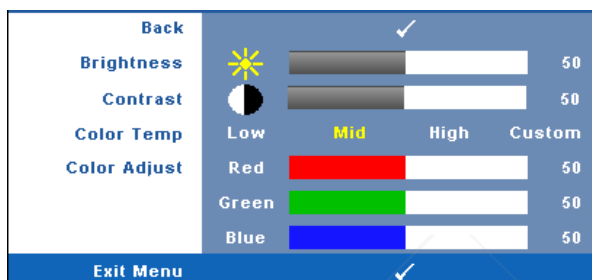 Back
Brightness 50
Contrast 50
Color Temp Low Mid High Custom
Color Adjust Red 50
Green 50
Blue 50
Exit Menu